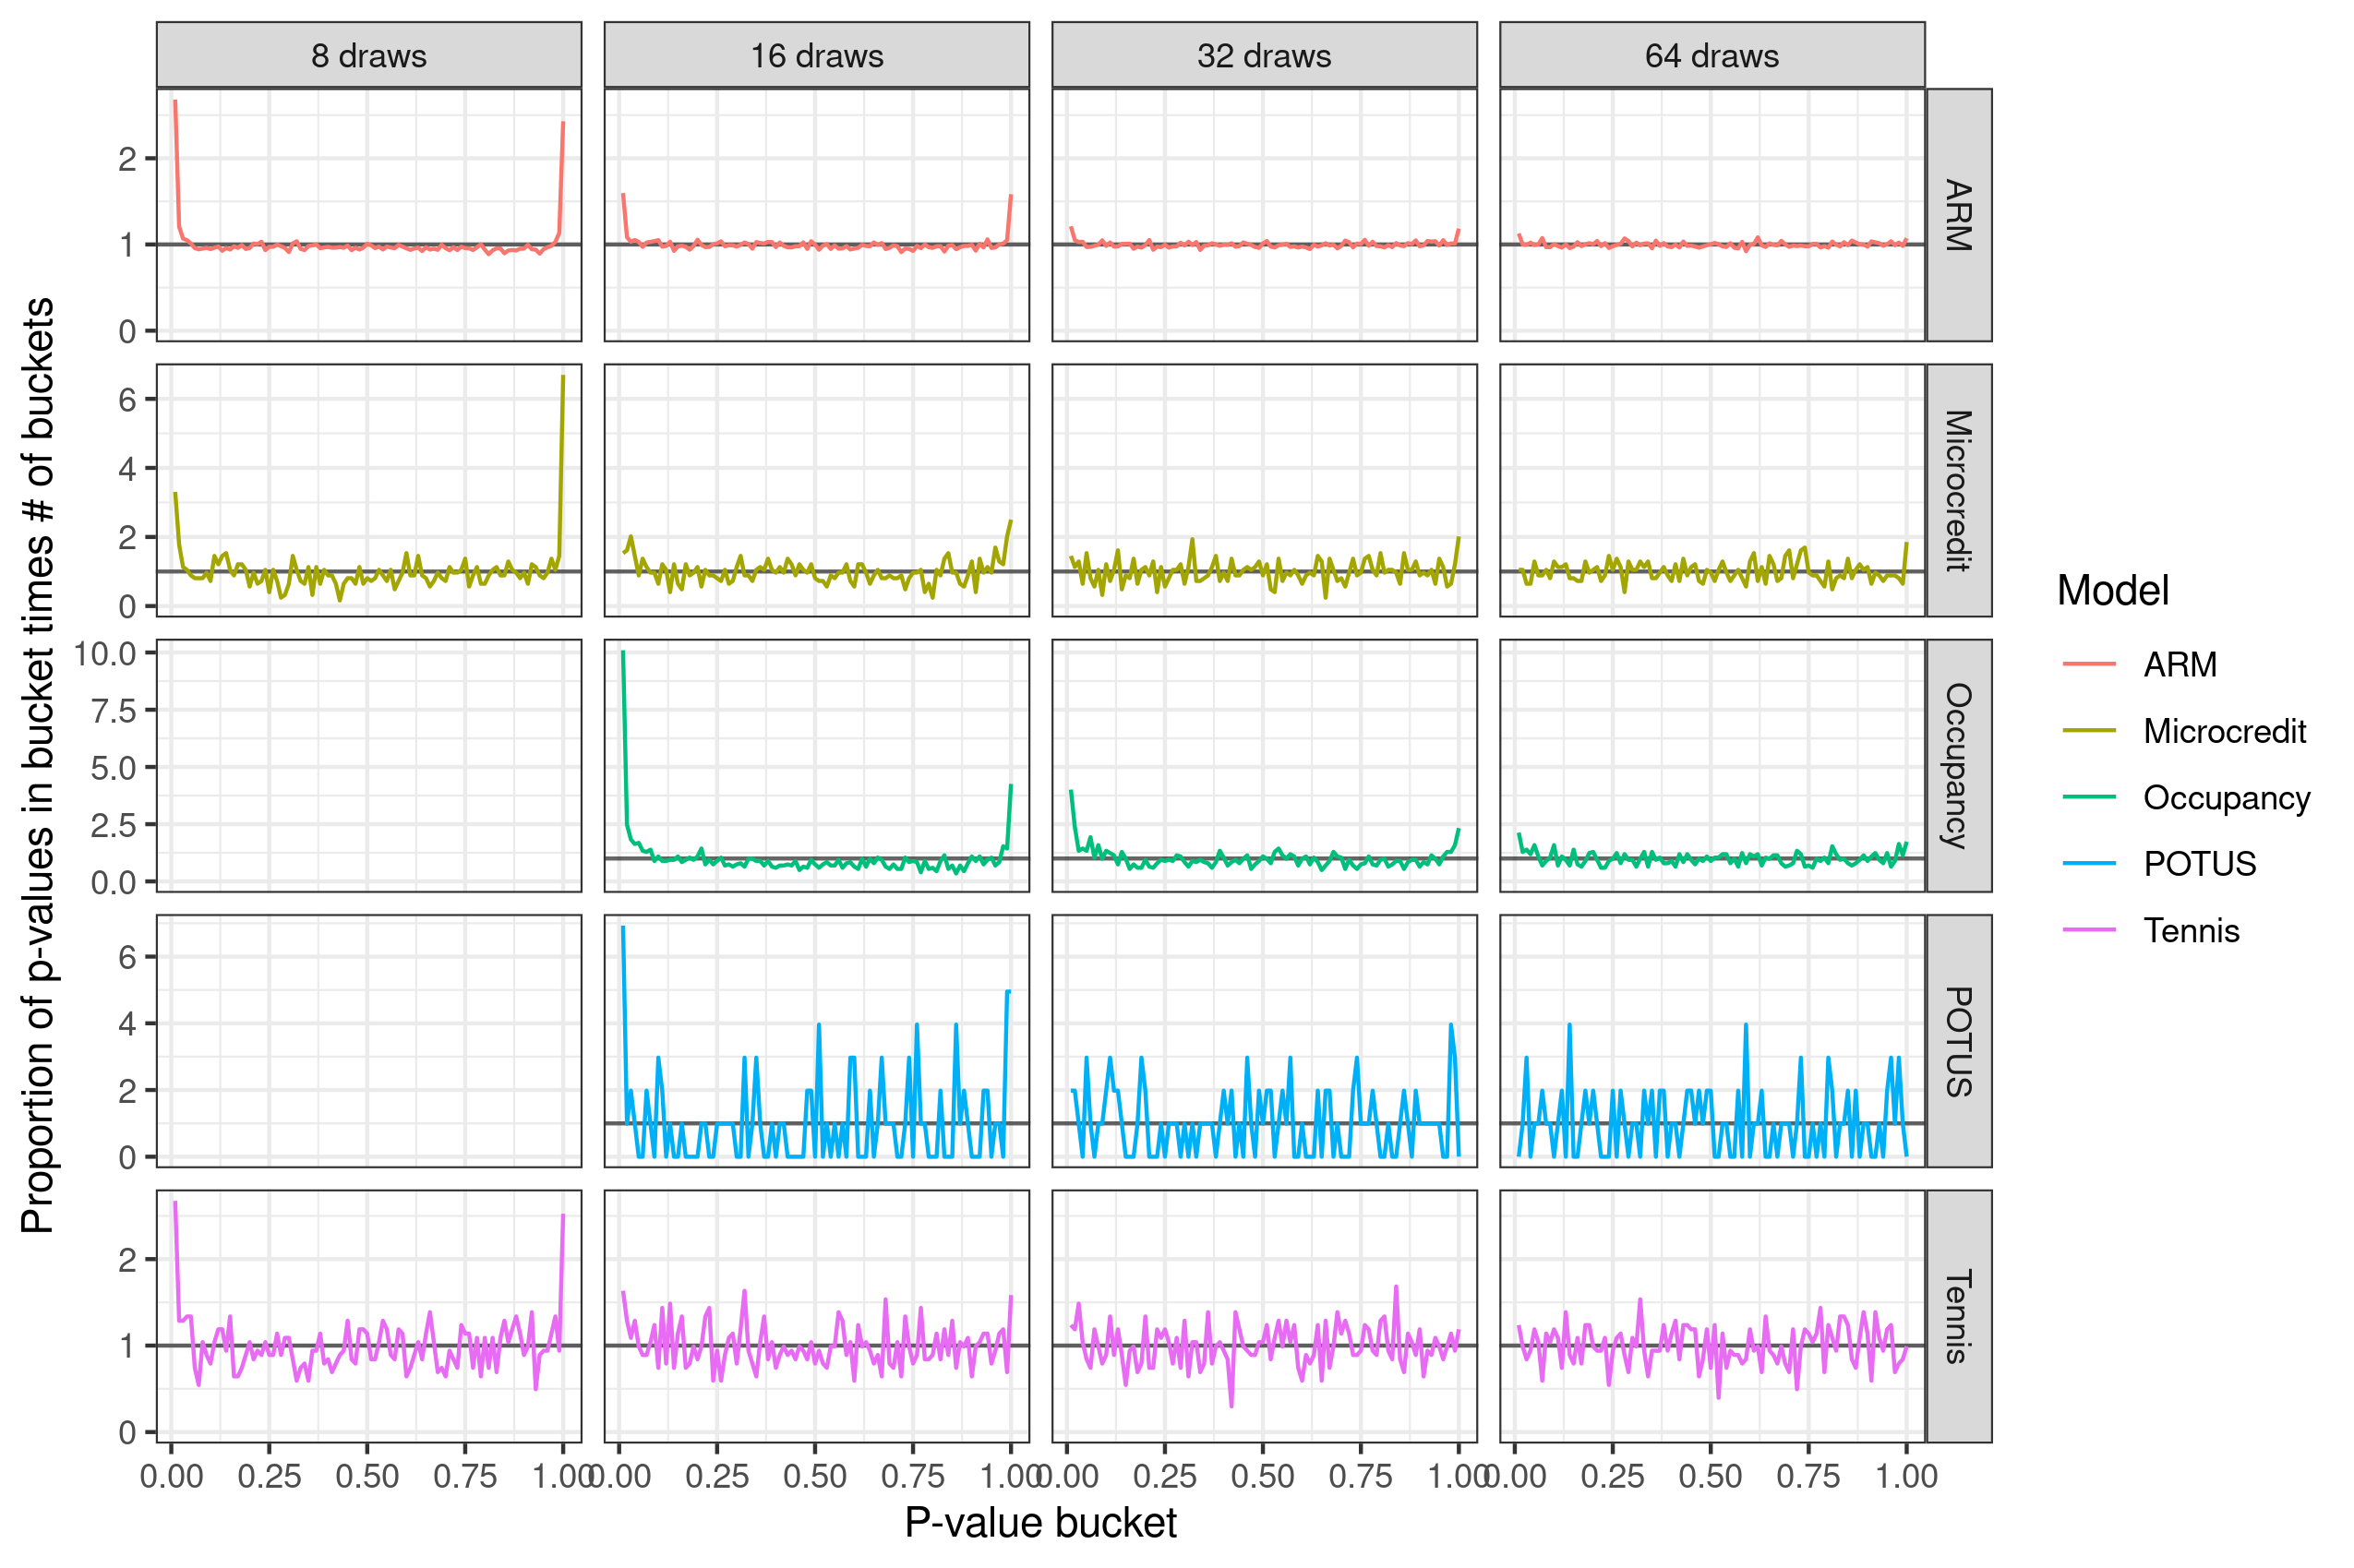 8 draws
16 draws
32 draws
64 draws
Proportion of p-values in bucket times # of buckets
2
1
0
ARM
6
4
2
0
Microcredit
10.0
7.5
5.0
2.5
0.0
Occupancy
6
4
2
0
POTUS
2
1
0
Tennis
0.00 0.25 0.50 0.75 1.00
0.00 0.25 0.50 0.75 1.00
0.00 0.25 0.50 0.75 1.00
0.00 0.25 0.50 0.75 1.00
P-value bucket
Model
ARM
Microcredit
Occupancy
POTUS
Tennis